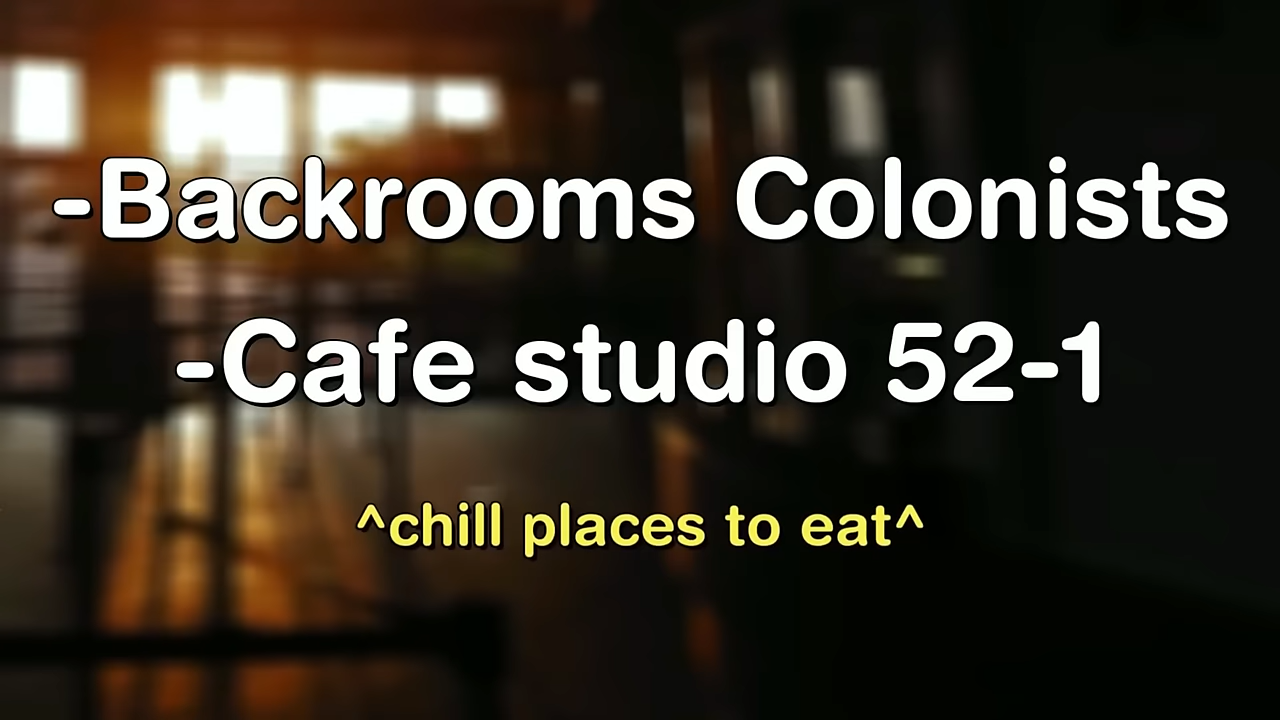 -Backrooms Colonists
-Cafe studio 52-1
^chill places to eat^